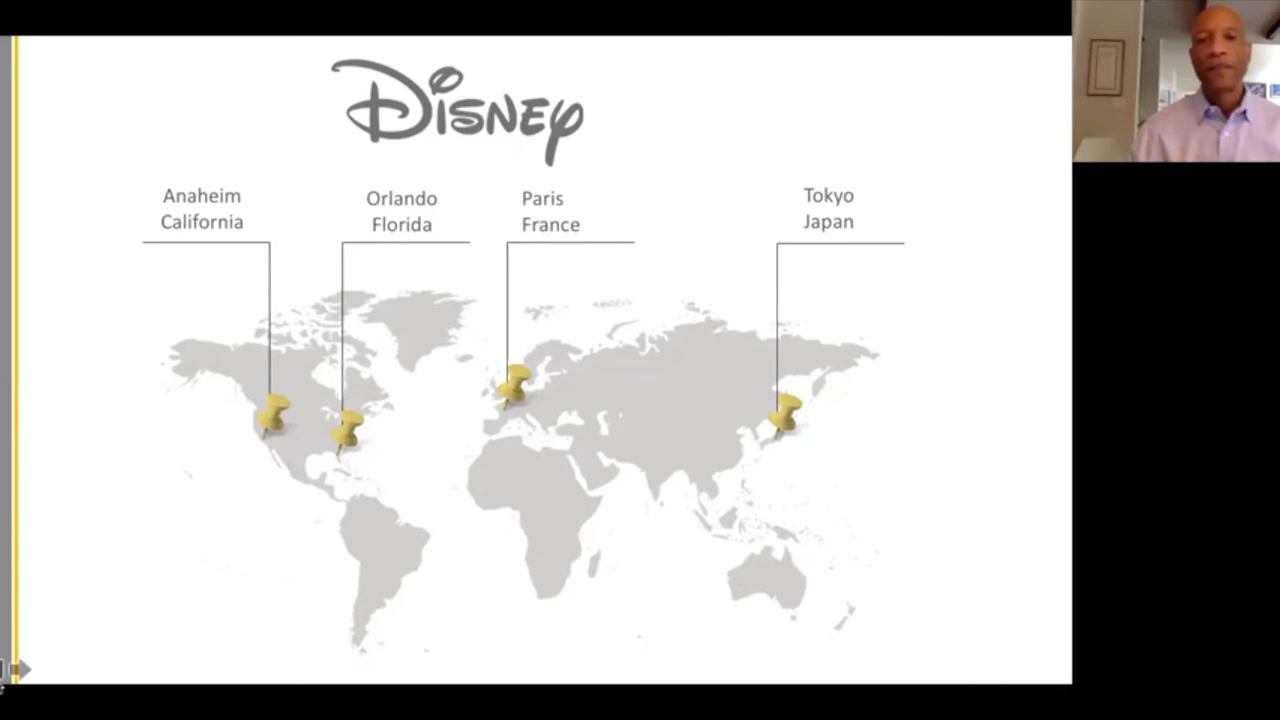 Disney
Anaheim
California
Orlando
Florida
Paris
France
Tokyo
Japan